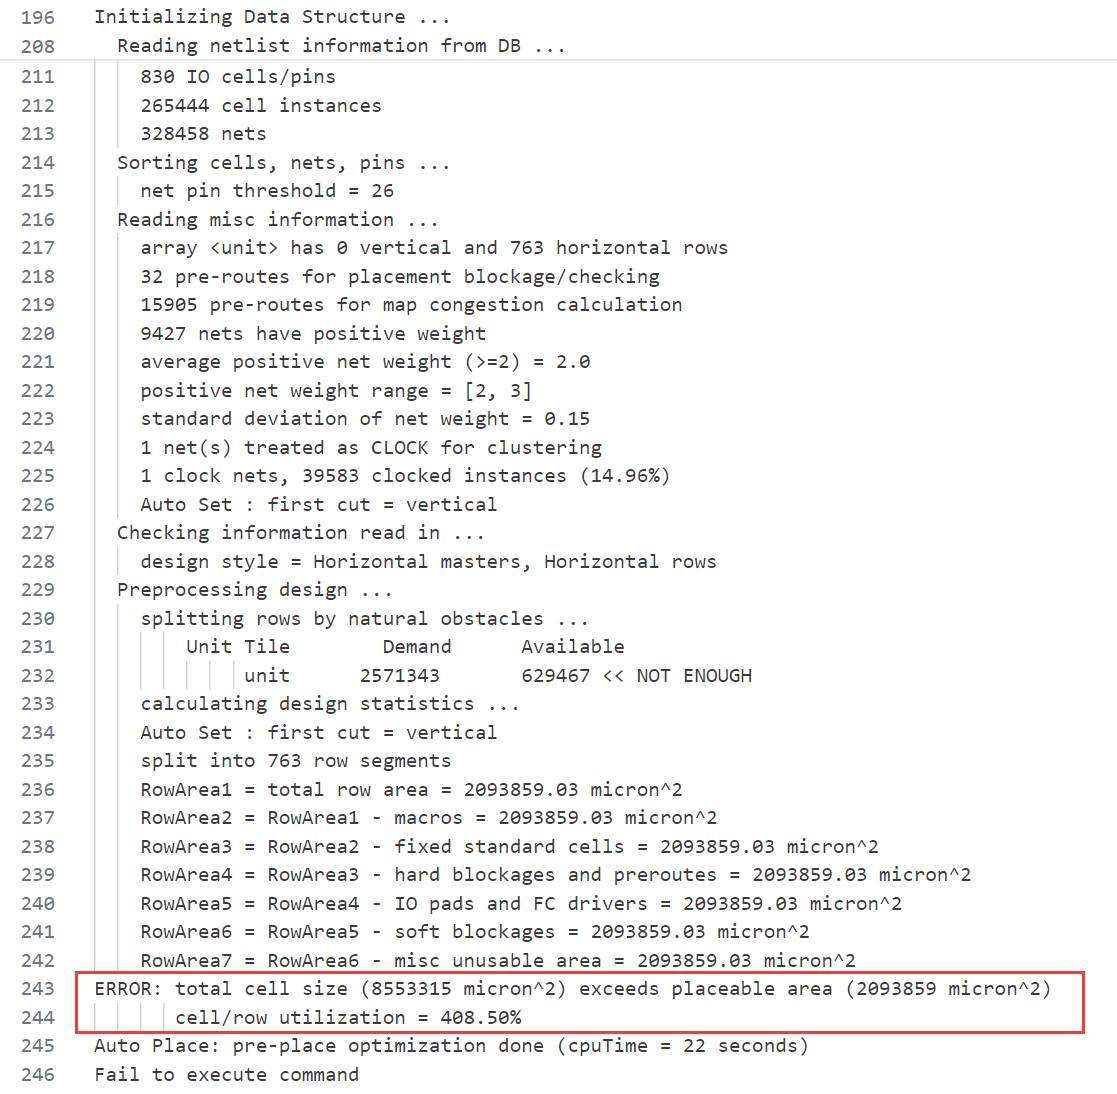 196 Initializing Data Structure ...
208 Reading netlist information from DB ...
211 830 IO cells/pins
212 265444 cell instances
213 328458 nets
214 Sorting cells, nets, pins ...
215 net pin threshold = 26
216 Reading misc information ...
217 array <unit> has 0 vertical and 763 horizontal rows
218 32 pre-routes for placement blockage/checking
219 15905 pre-routes for map congestion calculation
220 9427 nets have positive weight
221 average positive net weight (>=2) = 2.0
222 positive net weight range = [2, 3]
223 standard deviation of net weight = 0.15
224 1 net(s) treated as CLOCK for clustering
225 1 clock nets, 39583 clocked instances (14.96%)
226 Auto Set : first cut = vertical
227 Checking information read in ...
228 design style = Horizontal masters, Horizontal rows
229 Preprocessing design ...
230 splitting rows by natural obstacles ...
231 Unit Tile Demand Available
232 unit 2571343 629467 << NOT ENOUGH
233 calculating design statistics ...
234 Auto Set : first cut = vertical
235 split into 763 row segments
236 RowArea1 = total row area = 2093859.03 micron^2
237 RowArea2 = RowArea1 - macros = 2093859.03 micron^2
238 RowArea3 = RowArea2 - fixed standard cells = 2093859.03 micron^2
239 RowArea4 = RowArea3 - hard blockages and preroutes = 2093859.03 micron^2
240 RowArea5 = RowArea4 - IO pads and FC drivers = 2093859.03 micron^2
241 RowArea6 = RowArea5 - soft blockages = 2093859.03 micron^2
242 RowArea7 = RowArea6 - misc unusable area = 2093859.03 micron^2
243 ERROR: total cell size (8553315 micron^2) exceeds placeable area (2093859 micron^2)
244 cell/row utilization = 408.50%
245 Auto Place: pre-place optimization done (cpuTime = 22 seconds)
246 Fail to execute command